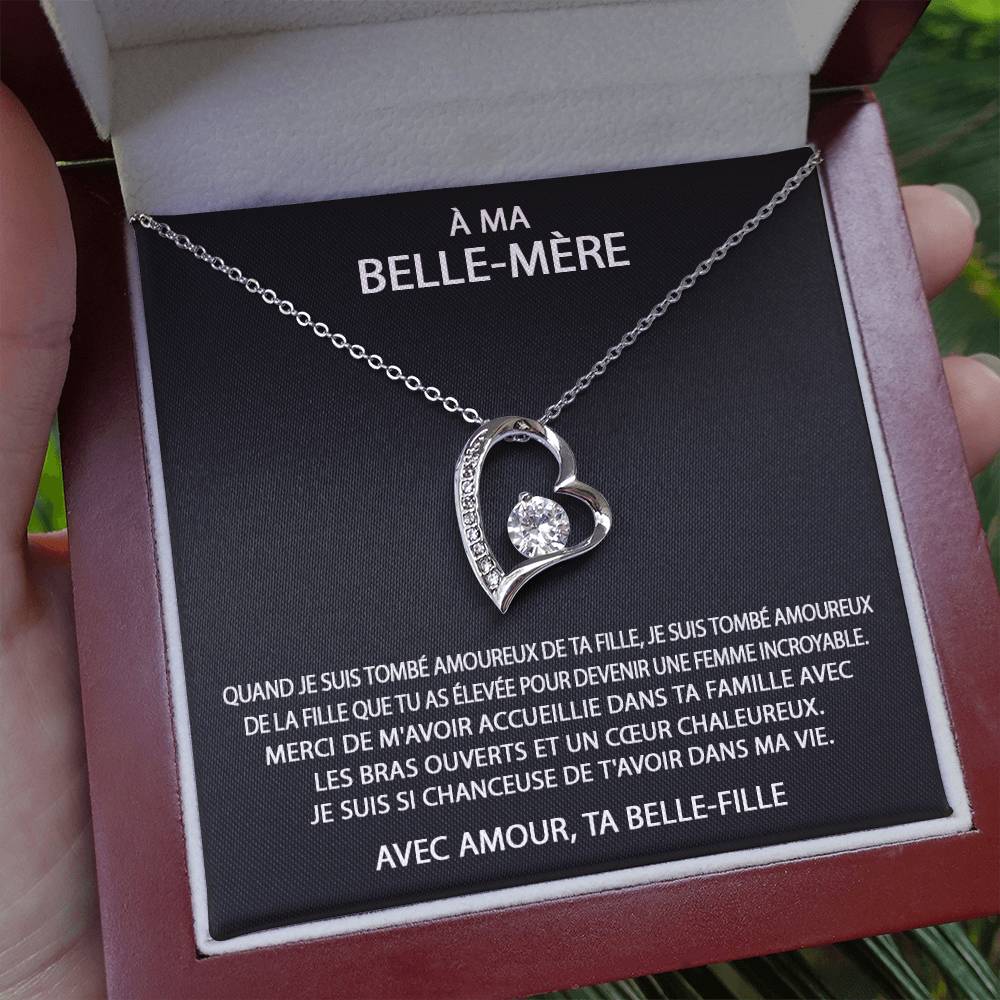 À MA
BELLE-MÈRE
QUAND JE SUIS TOMBÉ AMOUREUX DE TA FILLE, JE SUIS TOMBÉ AMOUREUX
DE LA FILLE QUE TU AS ÉLEVÉE POUR DEVENIR UNE FEMME INCROYABLE.
MERCI DE M'AVOIR ACCUEILLIE DANS TA FAMILLE AVEC
LES BRAS OUVERTS ET UN CŒUR CHALEUREUX.
JE SUIS SI CHANCEUSE DE T'AVOIR DANS MA VIE.
AVEC AMOUR, TA BELLE-FILLE